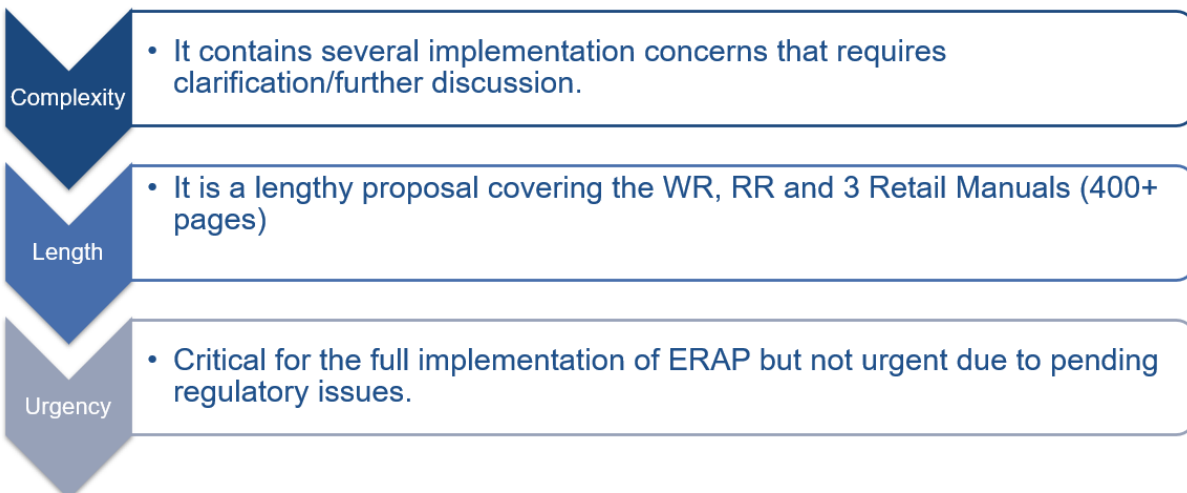 Complexity
• It contains several implementation concerns that requires
clarification/further discussion.
Length
• It is a lengthy proposal covering the WR, RR and 3 Retail Manuals (400+
pages)
Urgency
• Critical for the full implementation of ERAP but not urgent due to pending
regulatory issues.